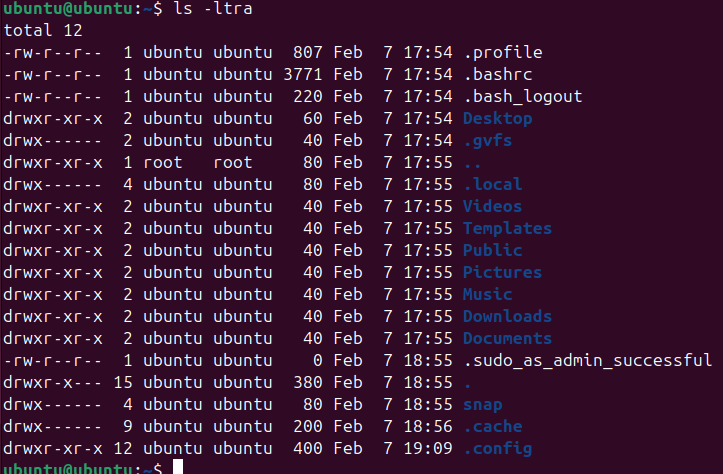 ubuntu@ubuntu:~$ ls -ltra
total 12
-rw-r--r--  1 ubuntu ubuntu  807 Feb  7 17:54 .profile
-rw-r--r--  1 ubuntu ubuntu 3771 Feb  7 17:54 .bashrc
-rw-r--r--  1 ubuntu ubuntu  220 Feb  7 17:54 .bash_logout
drwxr-xr-x  2 ubuntu ubuntu   60 Feb  7 17:54 Desktop
drwx------  2 ubuntu ubuntu   40 Feb  7 17:54 .gvfs
drwxr-xr-x  1 root   root     80 Feb  7 17:55 ..
drwx------  4 ubuntu ubuntu   80 Feb  7 17:55 .local
drwxr-xr-x  2 ubuntu ubuntu   40 Feb  7 17:55 Videos
drwxr-xr-x  2 ubuntu ubuntu   40 Feb  7 17:55 Templates
drwxr-xr-x  2 ubuntu ubuntu   40 Feb  7 17:55 Public
drwxr-xr-x  2 ubuntu ubuntu   40 Feb  7 17:55 Pictures
drwxr-xr-x  2 ubuntu ubuntu   40 Feb  7 17:55 Music
drwxr-xr-x  2 ubuntu ubuntu   40 Feb  7 17:55 Downloads
drwxr-xr-x  2 ubuntu ubuntu   40 Feb  7 17:55 Documents
-rw-r--r--  1 ubuntu ubuntu    0 Feb  7 18:55 .sudo_as_admin_successful
drwxr-x--- 15 ubuntu ubuntu  380 Feb  7 18:55 .
drwx------  4 ubuntu ubuntu   80 Feb  7 18:55 snap
drwx------  9 ubuntu ubuntu  200 Feb  7 18:56 .cache
drwxr-xr-x 12 ubuntu ubuntu  400 Feb  7 19:09 .config
ubuntu@ubuntu:~$